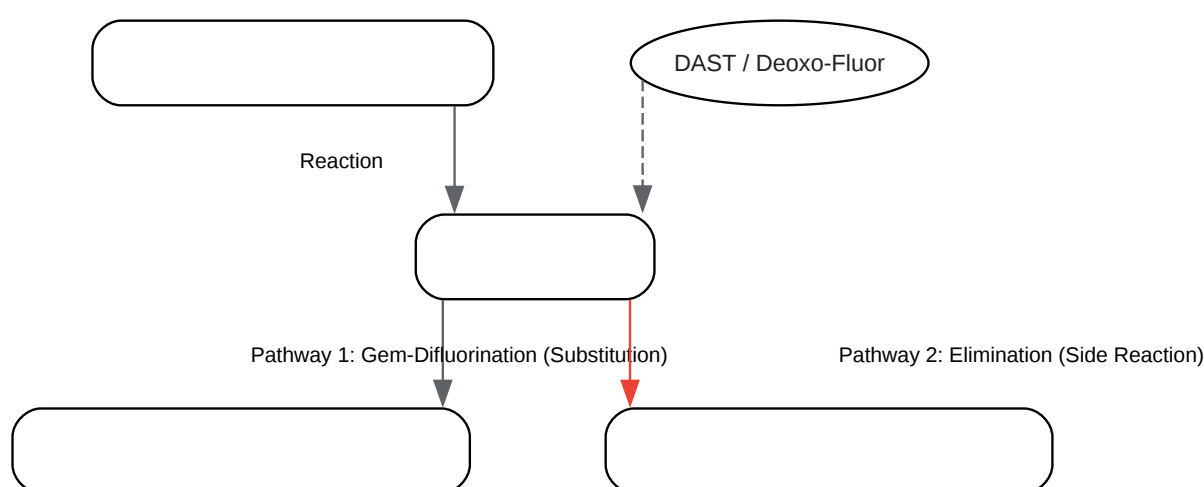 DAST / Deoxo-Fluor
Reaction
Pathway 1: Gem-Difluorination (Substitution)
Pathway 2: Elimination (Side Reaction)